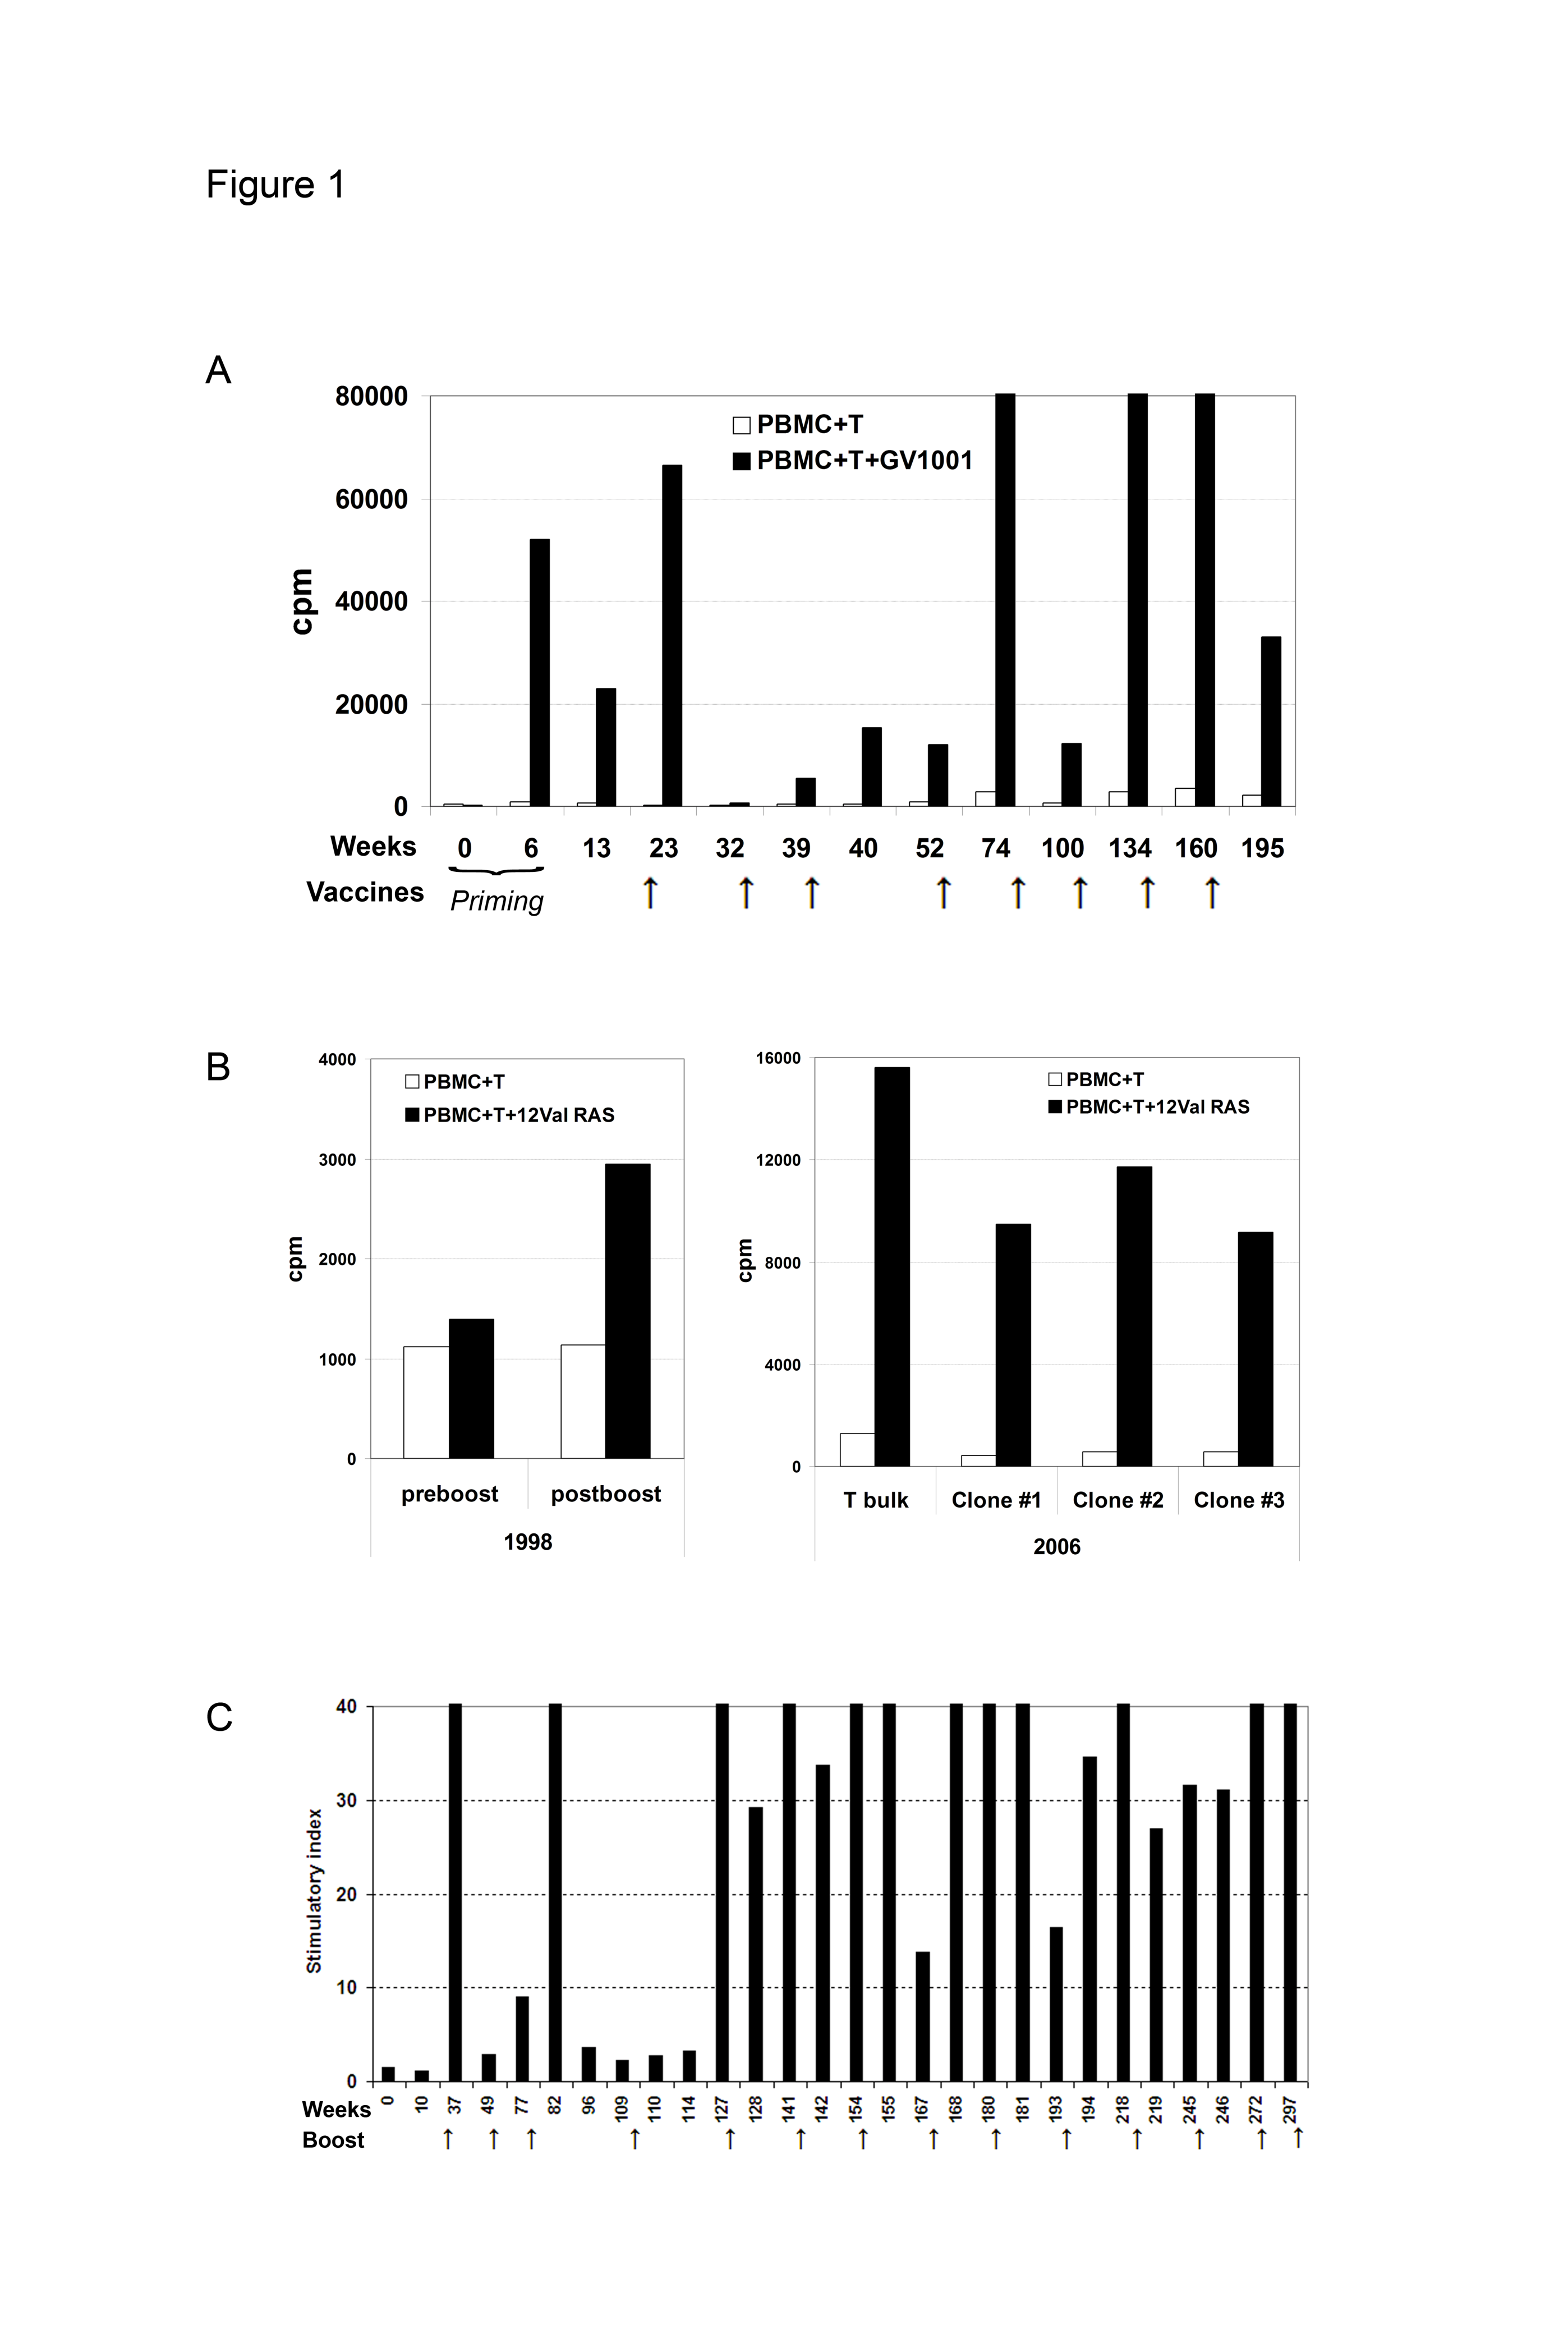 Figure 1
A
80000
60000
40000
20000
0
cpm
PBMC+T
PBMC+T+GV1001
Weeks 0 6 13 23 32 39 40 52 74 100 134 160 195
Vaccines Priming ↑ ↑ ↑ ↑ ↑ ↑ ↑ ↑
B
4000
3000
2000
1000
0
cpm
PBMC+T
PBMC+T+12Val RAS
preboost postboost
1998
16000
12000
8000
4000
0
cpm
PBMC+T
PBMC+T+12Val RAS
T bulk Clone #1 Clone #2 Clone #3
2006
C
40
30
20
10
0
Stimulatory index
Weeks 0 10 37 49 77 82 96 109 110 114 127 128 141 142 154 155 167 168 180 181 193 194 218 219 245 246 272 297
Boost ↑ ↑ ↑ ↑ ↑ ↑ ↑ ↑ ↑ ↑ ↑ ↑ ↑ ↑